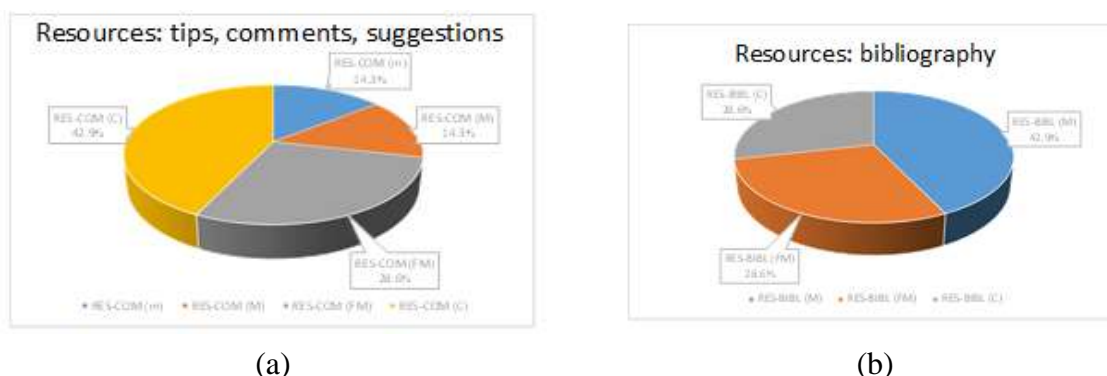 Resources: tips, comments, suggestions
RES-COM (m)
14.3%
RES-COM (C)
42.9%
RES-COM (M)
14.3%
RES-COM (FM)
28.6%
RES-COM (m) RES-COM (M) RES-COM (FM) RES-COM (C)
(a)
Resources: bibliography
RES-BIBL (C)
28.6%
RES-BIBL (M)
42.9%
RES-BIBL (FM)
28.6%
RES-BIBL (M) RES-BIBL (FM) RES-BIBL (C)
(b)